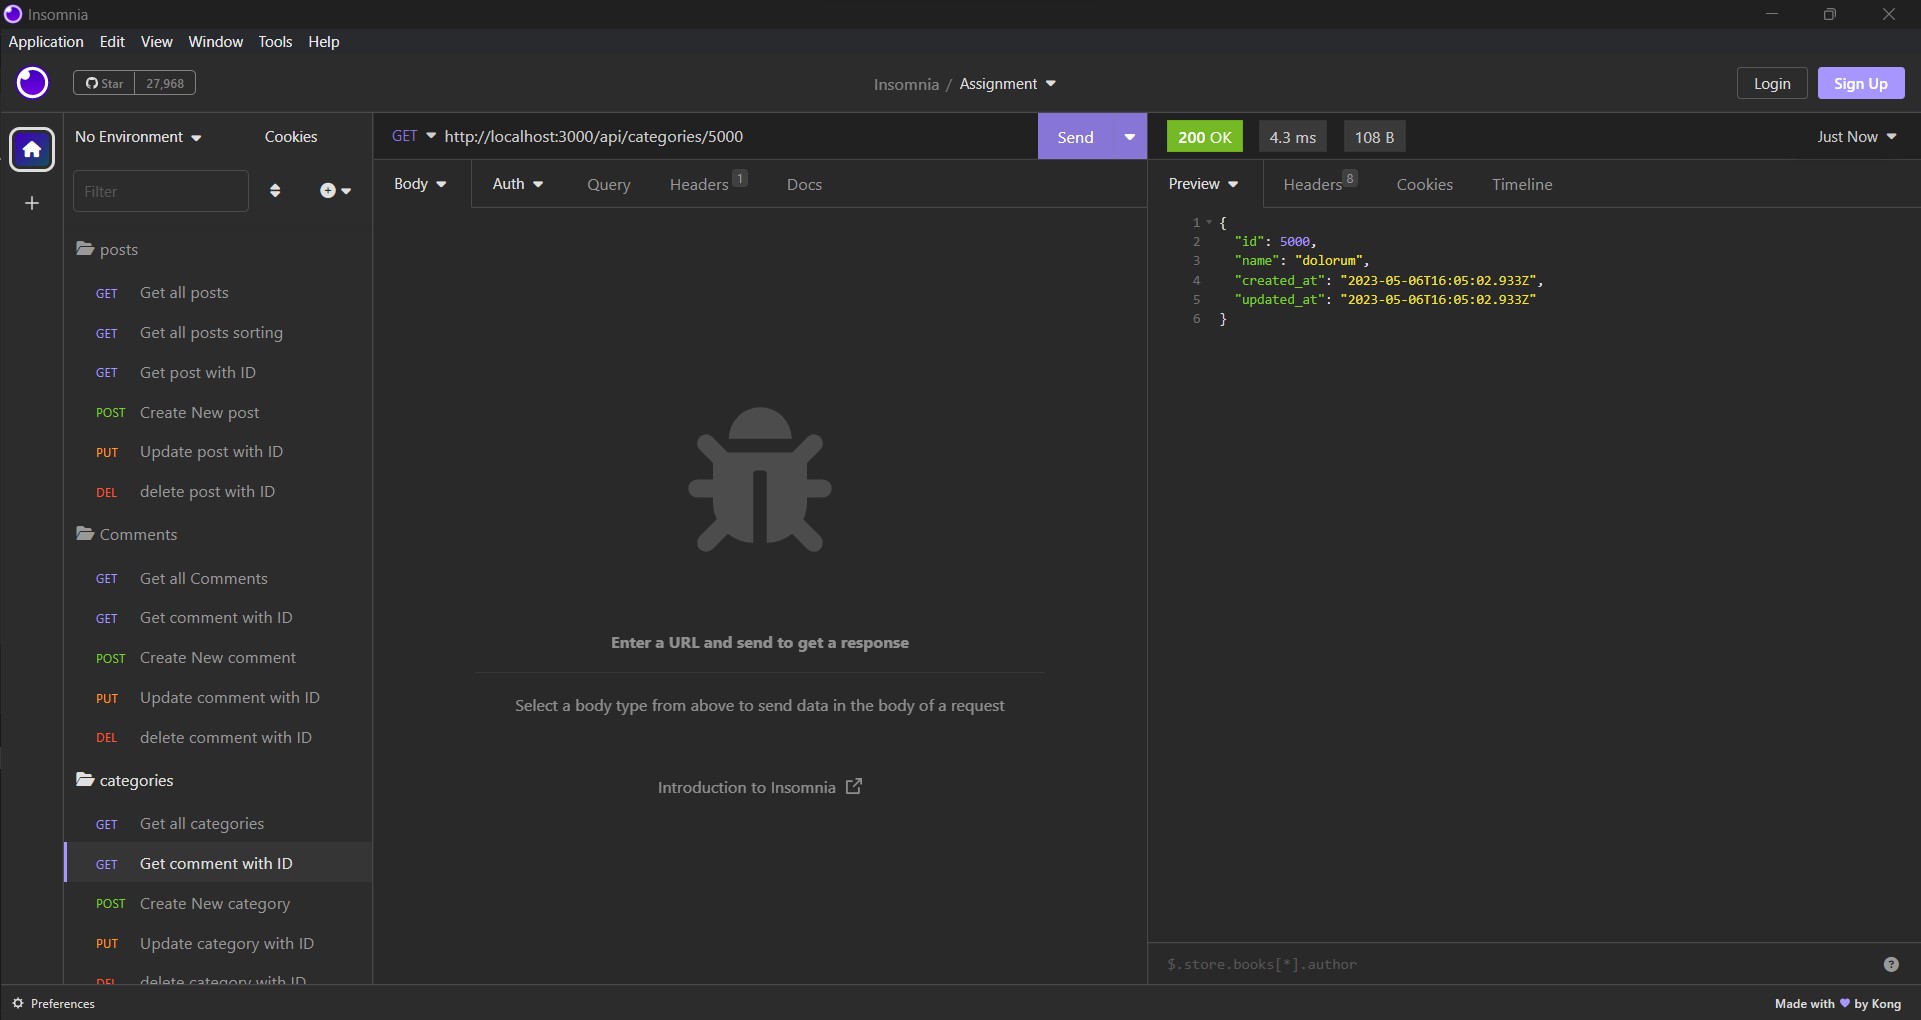 Insomnia
Application Edit View Window Tools Help
Star 27,968
Insomnia / Assignment
Login Sign Up
No Environment Cookies
Filter
posts
GET Get all posts
GET Get all posts sorting
GET Get post with ID
POST Create New post
PUT Update post with ID
DEL delete post with ID
Comments
GET Get all Comments
GET Get comment with ID
POST Create New comment
PUT Update comment with ID
DEL delete comment with ID
categories
GET Get all categories
GET Get comment with ID
POST Create New category
PUT Update category with ID
DEL delete category with ID
GET http://localhost:3000/api/categories/5000 Send
Body Auth Query Headers 1 Docs
Enter a URL and send to get a response
Select a body type from above to send data in the body of a request
Introduction to Insomnia
200 OK 4.3 ms 108 B Just Now
Preview Headers 8 Cookies Timeline
1 {
2 "id": 5000,
3 "name": "dolorum",
4 "created_at": "2023-05-06T16:05:02.933Z",
5 "updated_at": "2023-05-06T16:05:02.933Z"
6 }
$.store.books[*].author
Preferences
Made with 💜 by Kong